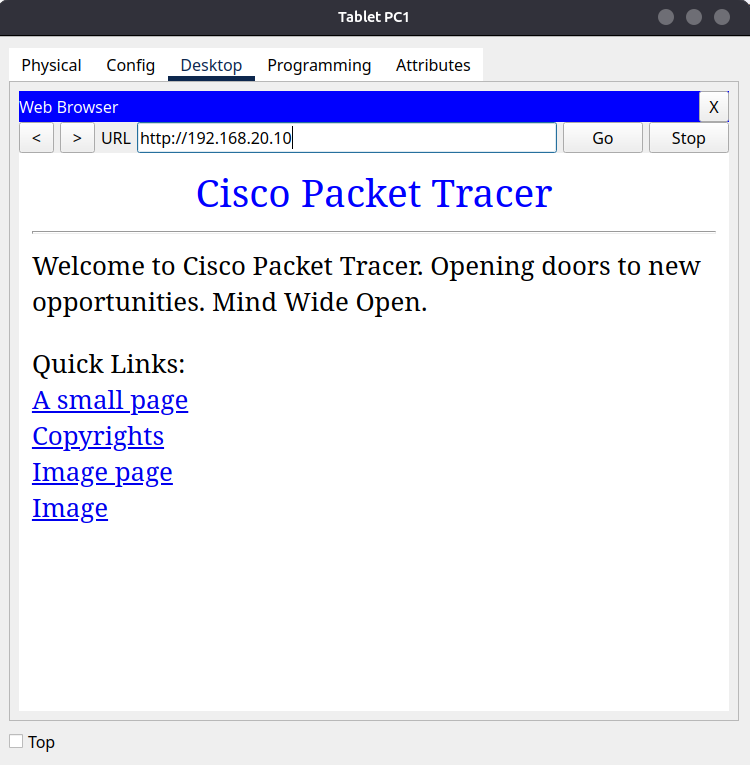 Tablet PC1
Physical Config Desktop Programming Attributes
Web Browser X
< > URL http://192.168.20.10 Go Stop
Cisco Packet Tracer
Welcome to Cisco Packet Tracer. Opening doors to new
opportunities. Mind Wide Open.
Quick Links:
A small page
Copyrights
Image page
Image
Top